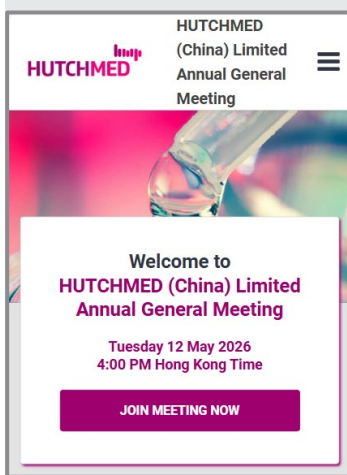 HUTCHMED
HUTCHMED
(China) Limited
Annual General
Meeting
Welcome to
HUTCHMED (China) Limited
Annual General Meeting
Tuesday 12 May 2026
4:00 PM Hong Kong Time
JOIN MEETING NOW